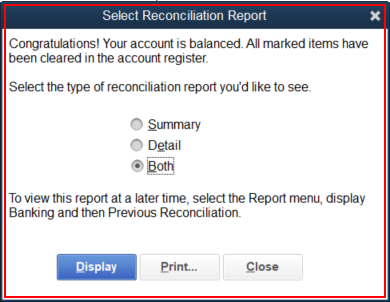 Select Reconciliation Report
Congratulations! Your account is balanced. All marked items have
been cleared in the account register.
Select the type of reconciliation report you'd like to see.
Summary
Detail
Both
To view this report at a later time, select the Report menu, display
Banking and then Previous Reconciliation.
Display Print... Close